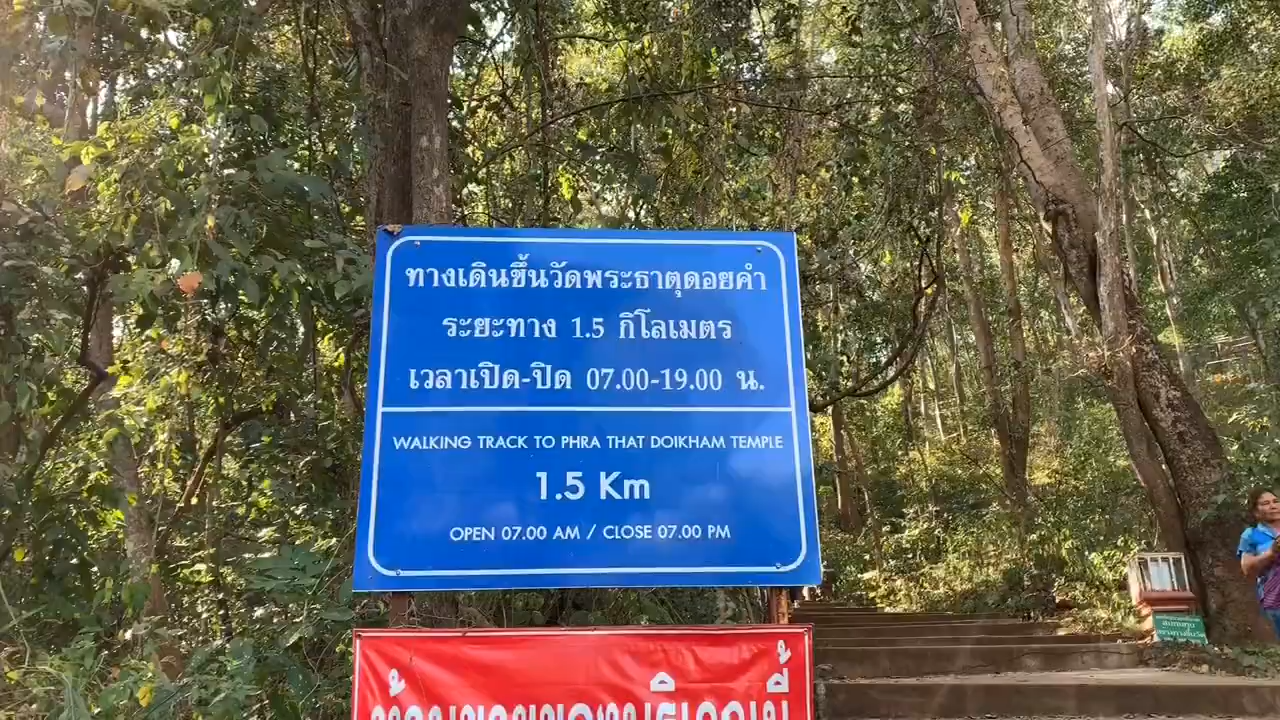 ทางเดินขึ้นวัดพระธาตุดอยคำ
ระยะทาง 1.5 กิโลเมตร
เวลาเปิด-ปิด 07.00-19.00 น.
WALKING TRACK TO PHRA THAT DOIKHAM TEMPLE
1.5 Km
OPEN 07.00 AM / CLOSE 07.00 PM